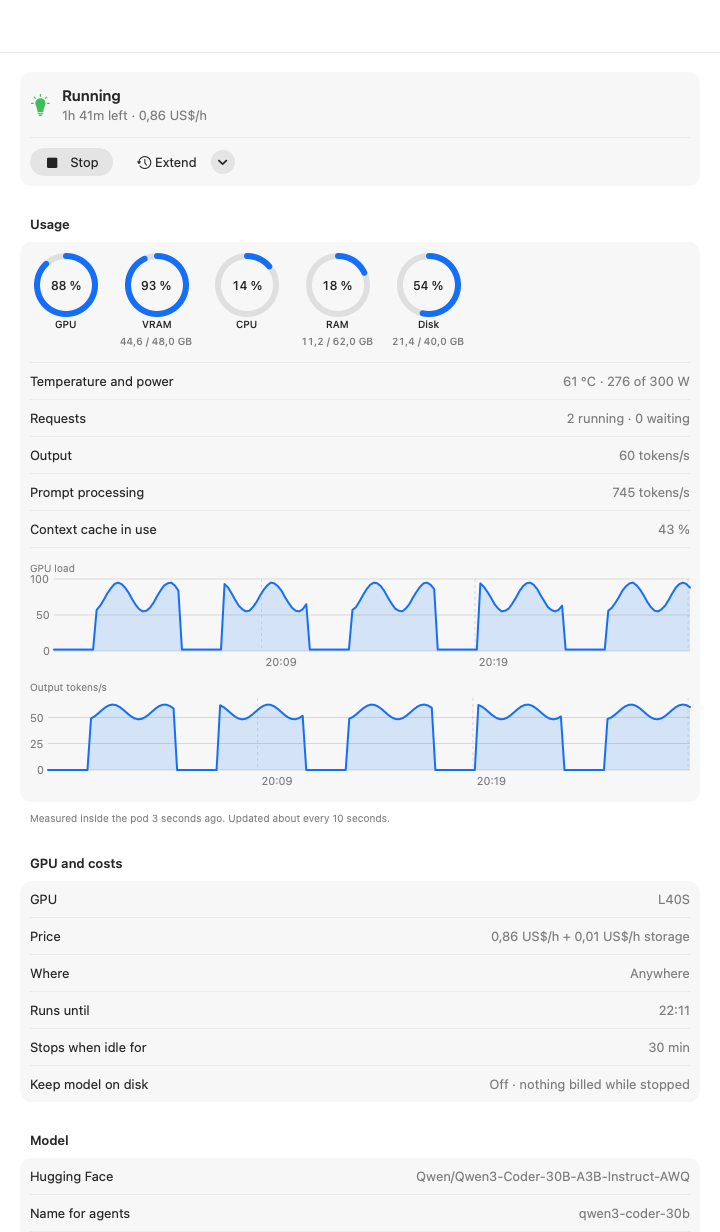 Running
1h 41m left · 0,86 US$/h
Stop
Extend
Usage
88 %
93 %
14 %
18 %
54 %
GPU
VRAM
CPU
RAM
Disk
44,6 / 48,0 GB
11,2 / 62,0 GB
21,4 / 40,0 GB
Temperature and power
61 °C · 276 of 300 W
Requests
2 running · 0 waiting
Output
60 tokens/s
Prompt processing
745 tokens/s
Context cache in use
43 %
GPU load
100
50
0
20:09
20:19
Output tokens/s
50
25
0
20:09
20:19
Measured inside the pod 3 seconds ago. Updated about every 10 seconds.
GPU and costs
GPU
L40S
Price
0,86 US$/h + 0,01 US$/h storage
Where
Anywhere
Runs until
22:11
Stops when idle for
30 min
Keep model on disk
Off · nothing billed while stopped
Model
Hugging Face
Qwen/Qwen3-Coder-30B-A3B-Instruct-AWQ
Name for agents
qwen3-coder-30b